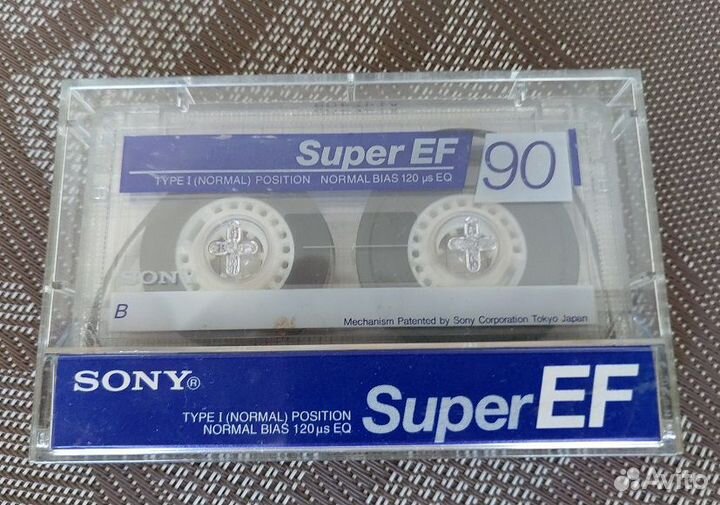 Super EF
90
TYPE I (NORMAL) POSITION NORMAL BIAS 120 µs EQ
SONY
B
Mechanism Patented by Sony Corporation Tokyo Japan
SONY®
TYPE I (NORMAL) POSITION
NORMAL BIAS 120 µs EQ
Super EF
Avito